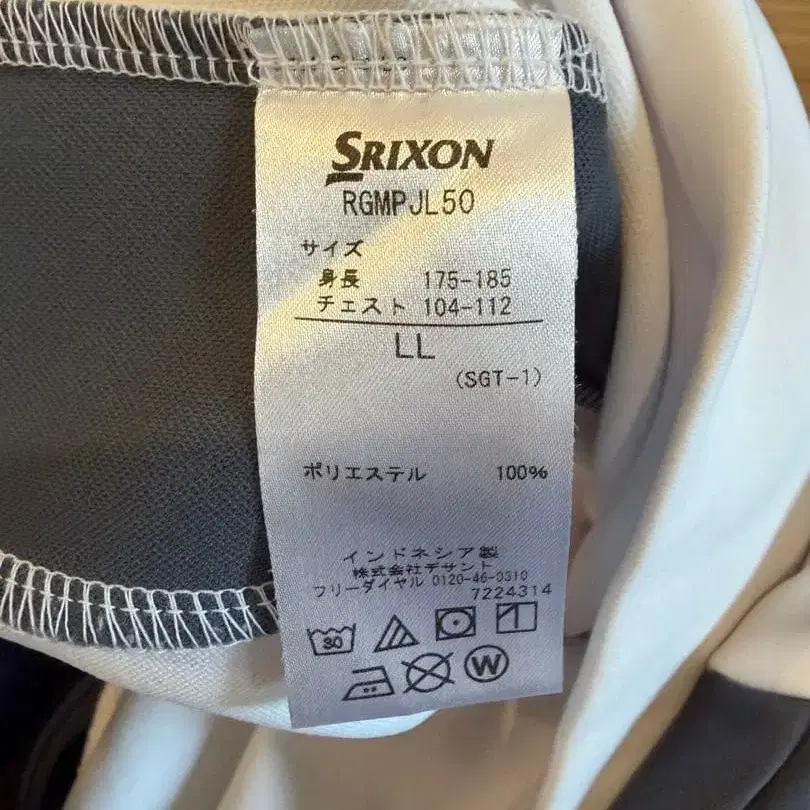 SRIXON
RGMPJL50
サイズ
身長 175-185
チェスト 104-112
LL
(SGT-1)
ポリエステル 100%
インドネシア製
株式会社デサント
フリーダイヤル 0120-46-0310
7224314
30
W